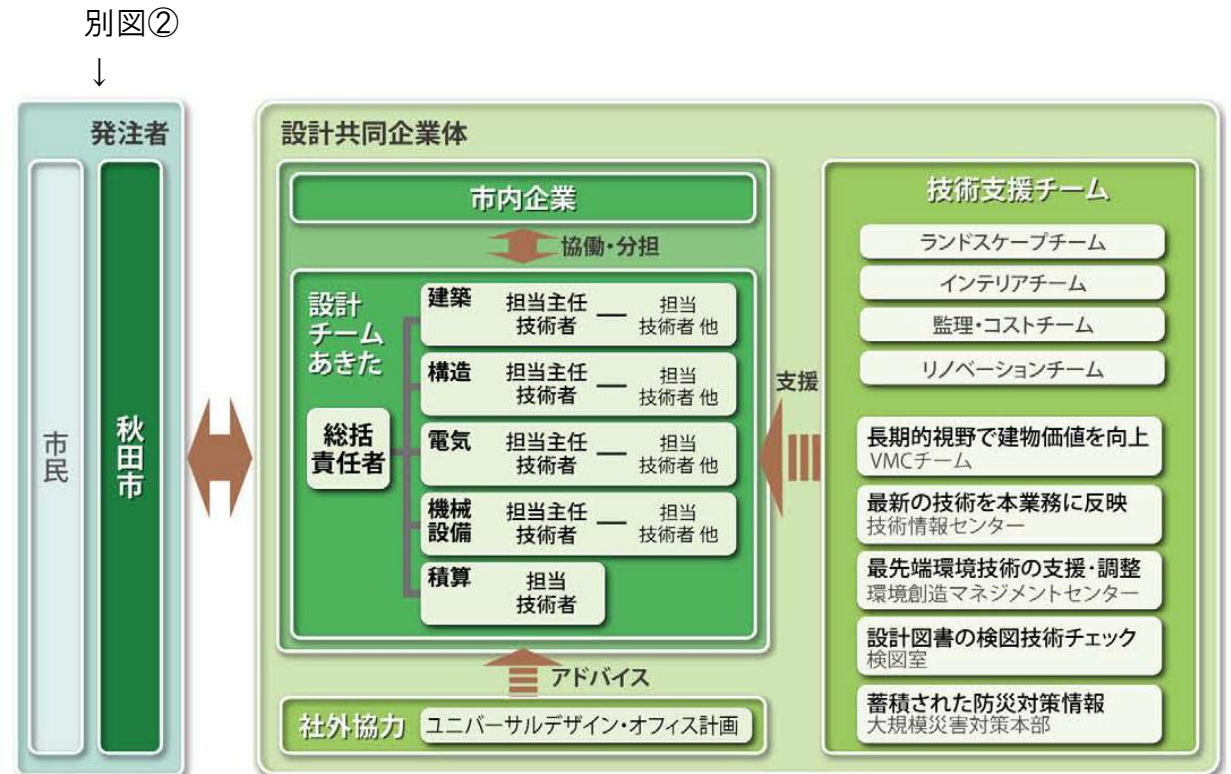 別図②
↓
発注者
市民
秋田市
設計共同企業体
市内企業
協働・分担
設計
チーム
あきた
総括
責任者
建築
担当主任
技術者
担当
技術者 他
構造
担当主任
技術者
担当
技術者 他
電気
担当主任
技術者
担当
技術者 他
機械
設備
担当主任
技術者
担当
技術者 他
積算
担当
技術者
アドバイス
社外協力
ユニバーサルデザイン・オフィス計画
支援
技術支援チーム
ランドスケープチーム
インテリアチーム
監理・コストチーム
リノベーションチーム
長期的視野で建物価値を向上
VMCチーム
最新の技術を本業務に反映
技術情報センター
最先端環境技術の支援・調整
環境創造マネジメントセンター
設計図書の検図技術チェック
検図室
蓄積された防災対策情報
大規模災害対策本部